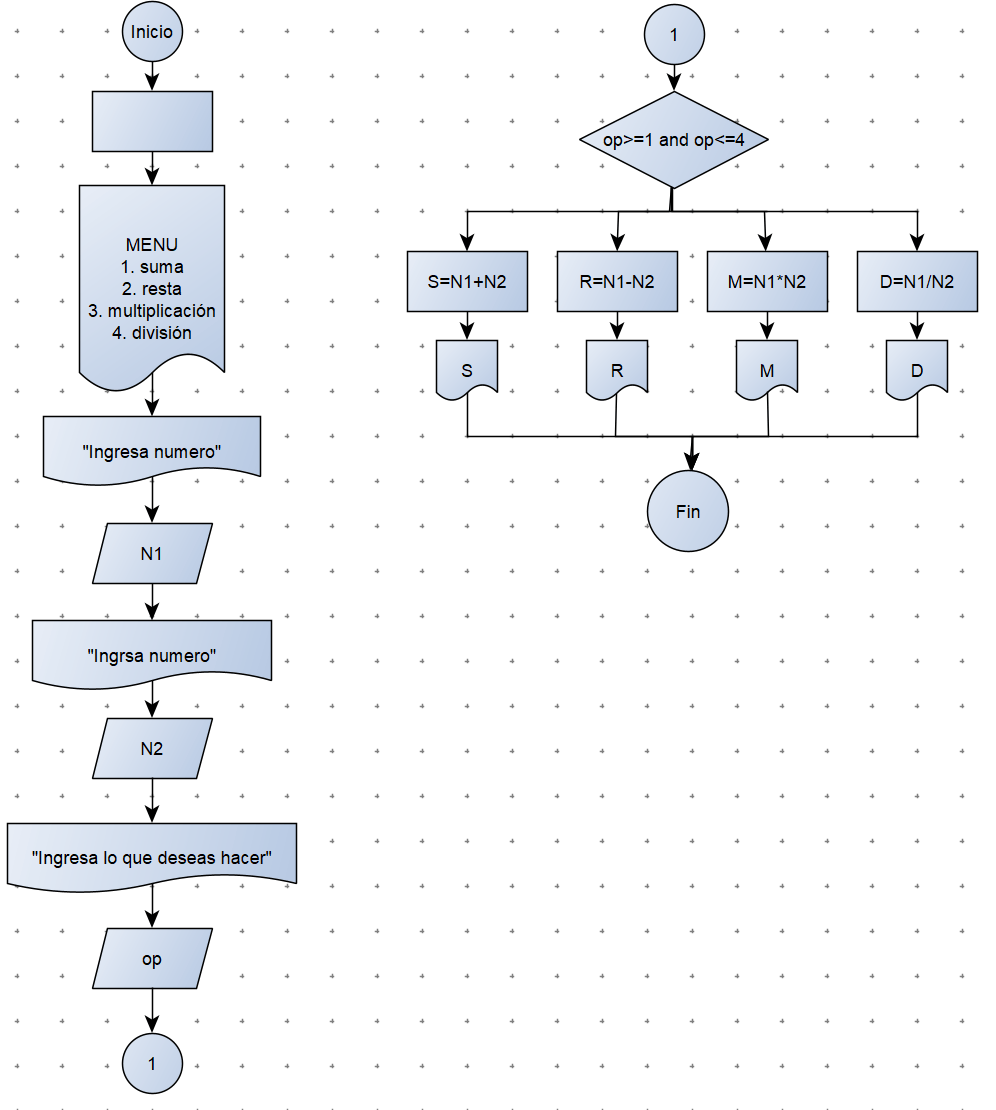 Inicio
MENU
1. suma
2. resta
3. multiplicación
4. división
"Ingresa numero"
N1
"Ingrsa numero"
N2
"Ingresa lo que deseas hacer"
op
1
1
op>=1 and op<=4
S=N1+N2
R=N1-N2
M=N1*N2
D=N1/N2
S
R
M
D
Fin